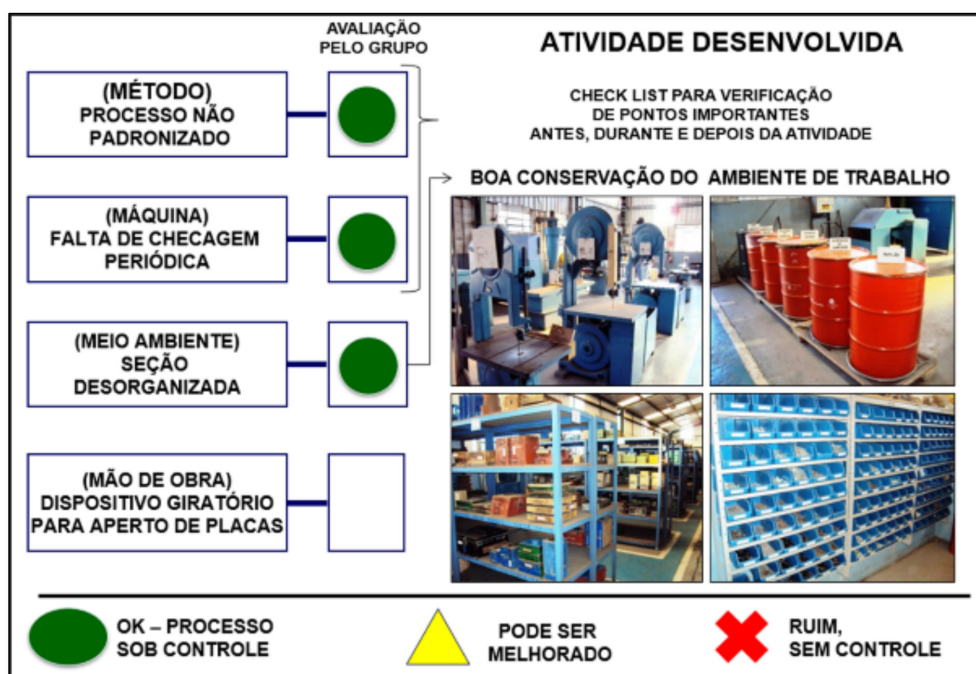 AVALIAÇÃO
PELO GRUPO
ATIVIDADE DESENVOLVIDA
(MÉTODO)
PROCESSO NÃO
PADRONIZADO
CHECK LIST PARA VERIFICAÇÃO
DE PONTOS IMPORTANTES
ANTES, DURANTE E DEPOIS DA ATIVIDADE
BOA CONSERVAÇÃO DO AMBIENTE DE TRABALHO
(MÁQUINA)
FALTA DE CHECAGEM
PERIÓDICA
(MEIO AMBIENTE)
SEÇÃO
DESORGANIZADA
(MÃO DE OBRA)
DISPOSITIVO GIRATÓRIO
PARA APERTO DE PLACAS
OK – PROCESSO
SOB CONTROLE
PODE SER
MELHORADO
RUIM,
SEM CONTROLE